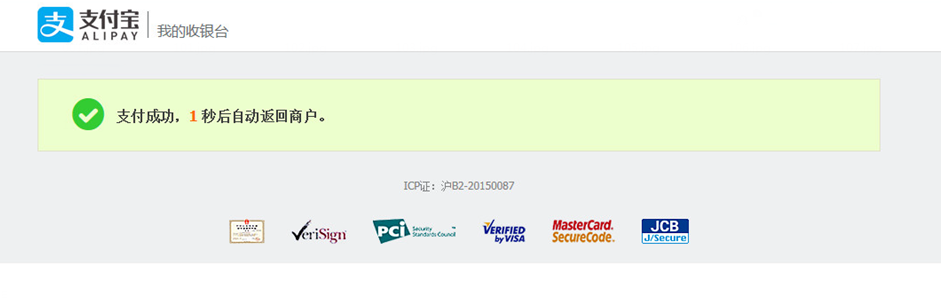 支 支付宝
ALIPAY
我的收银台
支付成功，1 秒后自动返回商户。
ICP证：沪B2-20150087
VeriSign
PCi Security
Standards Council
VERIFIED
by VISA
MasterCard.
SecureCode.
JCB
J/Secure